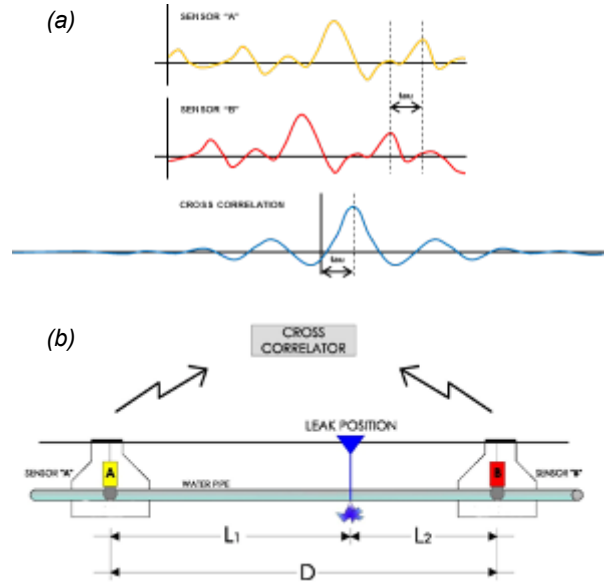 (a)
SENSOR "A"
tau
SENSOR "B"
CROSS CORRELATION
tau
(b)
CROSS
CORRELATOR
LEAK POSITION
SENSOR "A"
A
WATER PIPE
B
SENSOR "B"
L1
L2
D